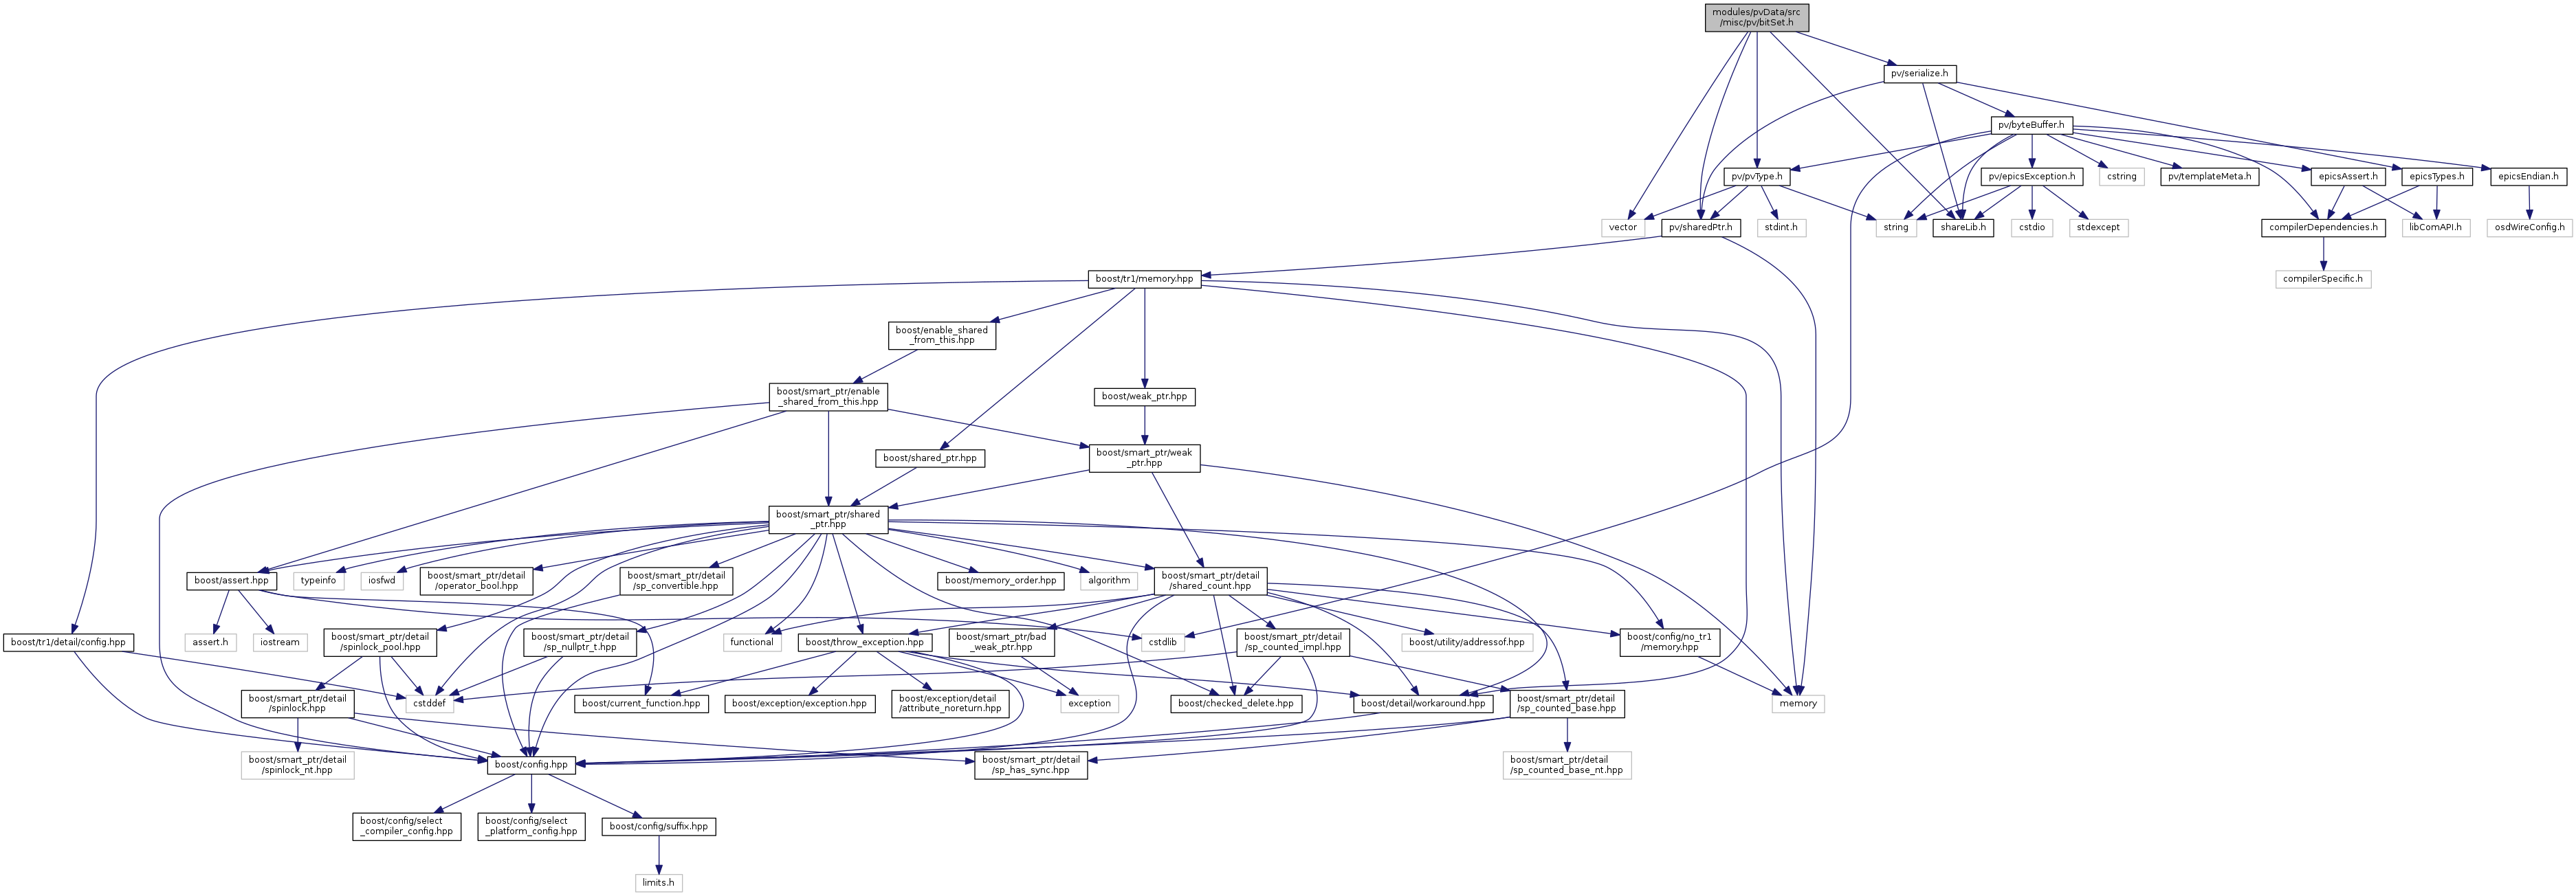 modules/pvData/src
/misc/pv/bitSet.h
pv/serialize.h
pv/byteBuffer.h
pv/pvType.h
pv/epicsException.h
cstring
pv/templateMeta.h
epicsAssert.h
epicsTypes.h
epicsEndian.h
vector
pv/sharedPtr.h
stdint.h
string
shareLib.h
cstdio
stdexcept
compilerDependencies.h
libComAPI.h
osdWireConfig.h
boost/tr1/memory.hpp
compilerSpecific.h
boost/enable_shared
_from_this.hpp
boost/smart_ptr/enable
_shared_from_this.hpp
boost/weak_ptr.hpp
boost/shared_ptr.hpp
boost/smart_ptr/weak
_ptr.hpp
boost/smart_ptr/shared
_ptr.hpp
boost/assert.hpp
typeinfo
iosfwd
boost/smart_ptr/detail
/operator_bool.hpp
boost/smart_ptr/detail
/sp_convertible.hpp
boost/memory_order.hpp
algorithm
boost/smart_ptr/detail
/shared_count.hpp
boost/tr1/detail/config.hpp
assert.h
iostream
boost/smart_ptr/detail
/spinlock_pool.hpp
boost/smart_ptr/detail
/sp_nullptr_t.hpp
functional
boost/throw_exception.hpp
boost/smart_ptr/bad
_weak_ptr.hpp
cstdlib
boost/smart_ptr/detail
/sp_counted_impl.hpp
boost/utility/addressof.hpp
boost/config/no_tr1
/memory.hpp
boost/smart_ptr/detail
/spinlock.hpp
cstddef
boost/current_function.hpp
boost/exception/exception.hpp
boost/exception/detail
/attribute_noreturn.hpp
exception
boost/checked_delete.hpp
boost/detail/workaround.hpp
boost/smart_ptr/detail
/sp_counted_base.hpp
memory
boost/smart_ptr/detail
/spinlock_nt.hpp
boost/config.hpp
boost/smart_ptr/detail
/sp_has_sync.hpp
boost/smart_ptr/detail
/sp_counted_base_nt.hpp
boost/config/select
_compiler_config.hpp
boost/config/select
_platform_config.hpp
boost/config/suffix.hpp
limits.h